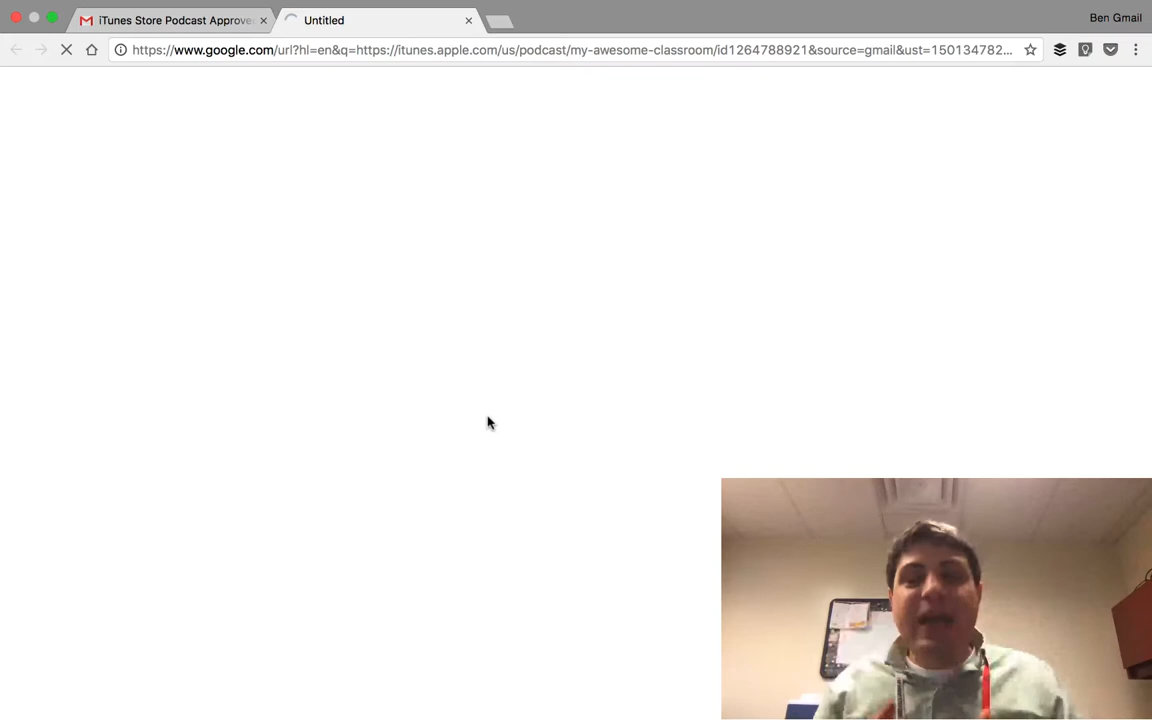 iTunes Store Podcast Approve
Untitled
Ben Gmail
https://www.google.com/url?hl=en&q=https://itunes.apple.com/us/podcast/my-awesome-classroom/id1264788921&source=gmail&ust=150134782...